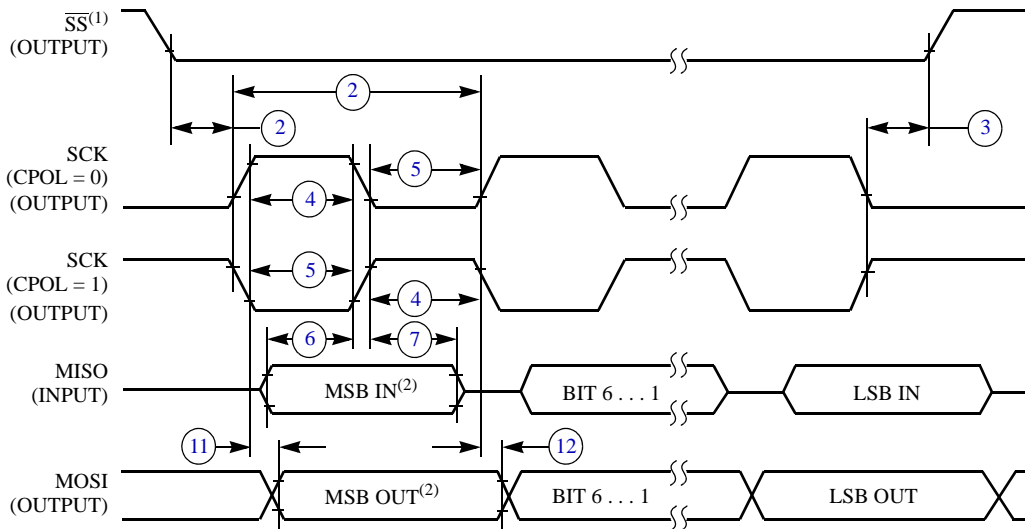 SS(1)
(OUTPUT)
2
2
3
SCK
(CPOL = 0)
(OUTPUT)
5
4
SCK
(CPOL = 1)
(OUTPUT)
5
4
6
7
MISO
(INPUT)
MSB IN(2)
BIT 6 . . . 1
LSB IN
11
12
MOSI
(OUTPUT)
MSB OUT(2)
BIT 6 . . . 1
LSB OUT